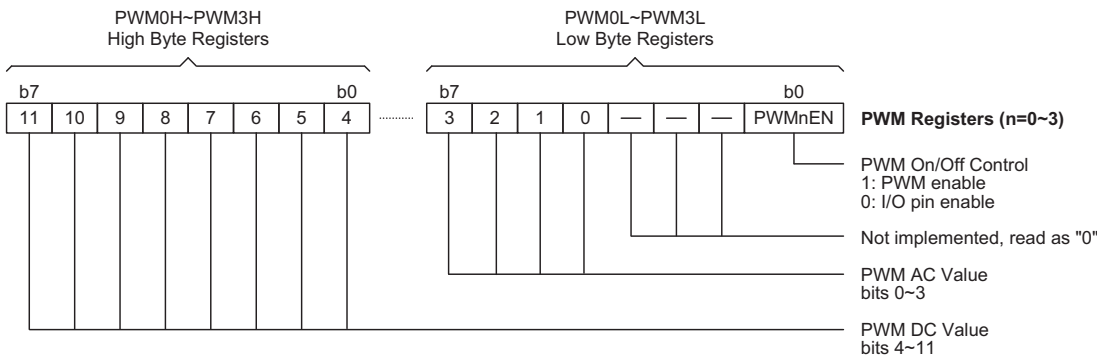 PWM0H~PWM3H
High Byte Registers
PWM0L~PWM3L
Low Byte Registers
b7 b0 b7 b0
11 10 9 8 7 6 5 4 3 2 1 0 — — — PWMnEN PWM Registers (n=0~3)
PWM On/Off Control
1: PWM enable
0: I/O pin enable
Not implemented, read as "0"
PWM AC Value
bits 0~3
PWM DC Value
bits 4~11